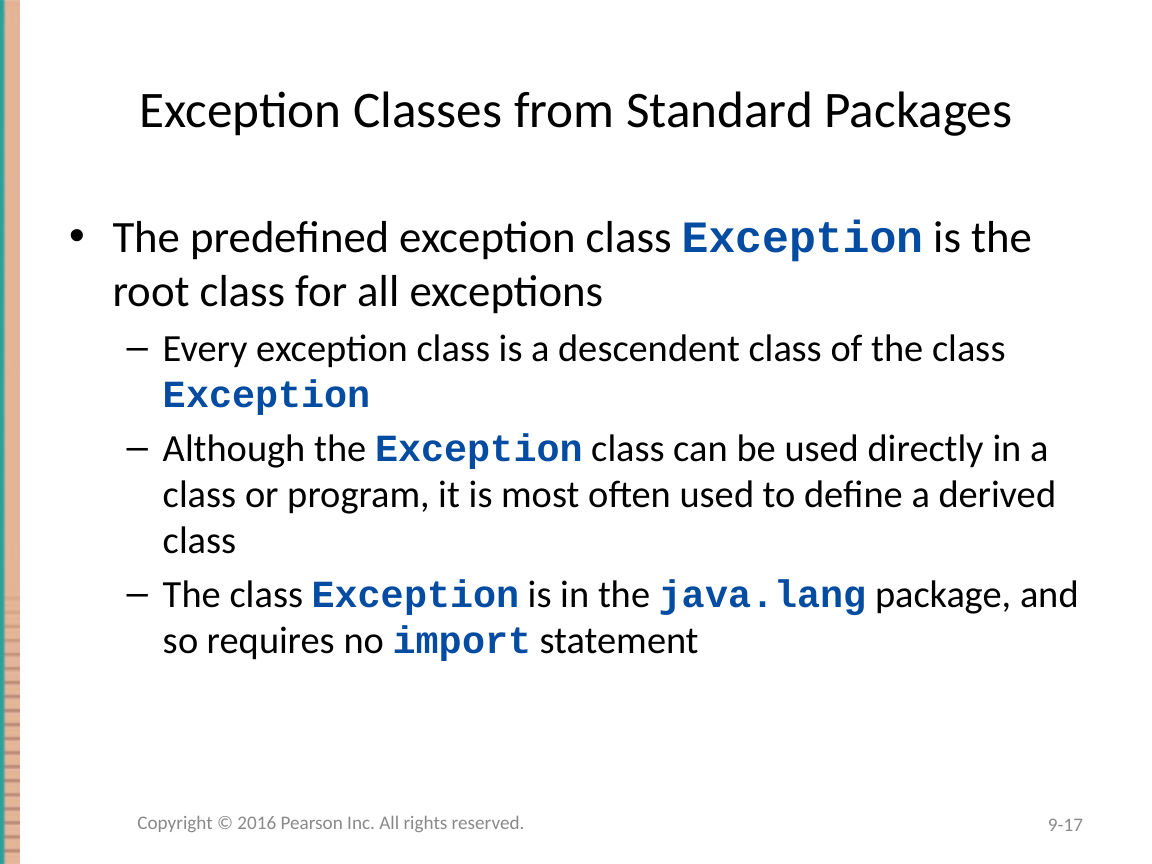 Exception Classes from Standard Packages
• The predefined exception class Exception is the
root class for all exceptions
– Every exception class is a descendent class of the class
Exception
– Although the Exception class can be used directly in a
class or program, it is most often used to define a derived
class
– The class Exception is in the java.lang package, and
so requires no import statement
Copyright © 2016 Pearson Inc. All rights reserved.
9-17